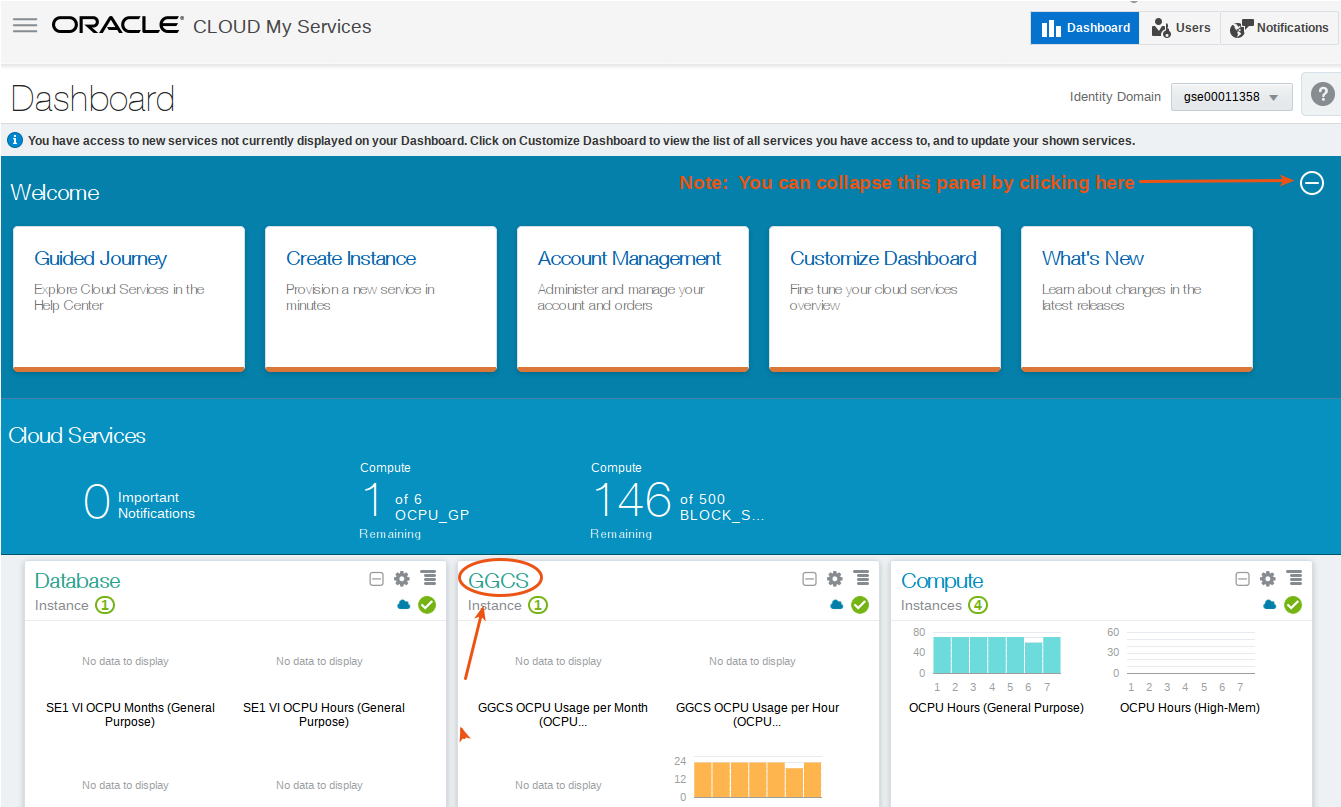 ORACLE CLOUD My Services
Dashboard
Users
Notifications
Dashboard
Identity Domain
gse00011358
?
You have access to new services not currently displayed on your Dashboard. Click on Customize Dashboard to view the list of all services you have access to, and to update your shown services.
Welcome
Note: You can collapse this panel by clicking here
Guided Journey
Explore Cloud Services in the
Help Center
Create Instance
Provision a new service in
minutes
Account Management
Administer and manage your
account and orders
Customize Dashboard
Fine tune your cloud services
overview
What's New
Learn about changes in the
latest releases
Cloud Services
0 Important
Notifications
Compute
1 of 6
OCPU_GP
Remaining
Compute
146 of 500
BLOCK_S...
Remaining
Database
Instance 1
No data to display
No data to display
SE1 VI OCPU Months (General
Purpose)
SE1 VI OCPU Hours (General
Purpose)
No data to display
No data to display
GGCS
Instance 1
No data to display
No data to display
GGCS OCPU Usage per Month
(OCPU...
GGCS OCPU Usage per Hour
(OCPU...
No data to display
24
12
0
Compute
Instances 4
80
40
0
1 2 3 4 5 6 7
OCPU Hours (General Purpose)
60
30
0
1 2 3 4 5 6 7
OCPU Hours (High-Mem)